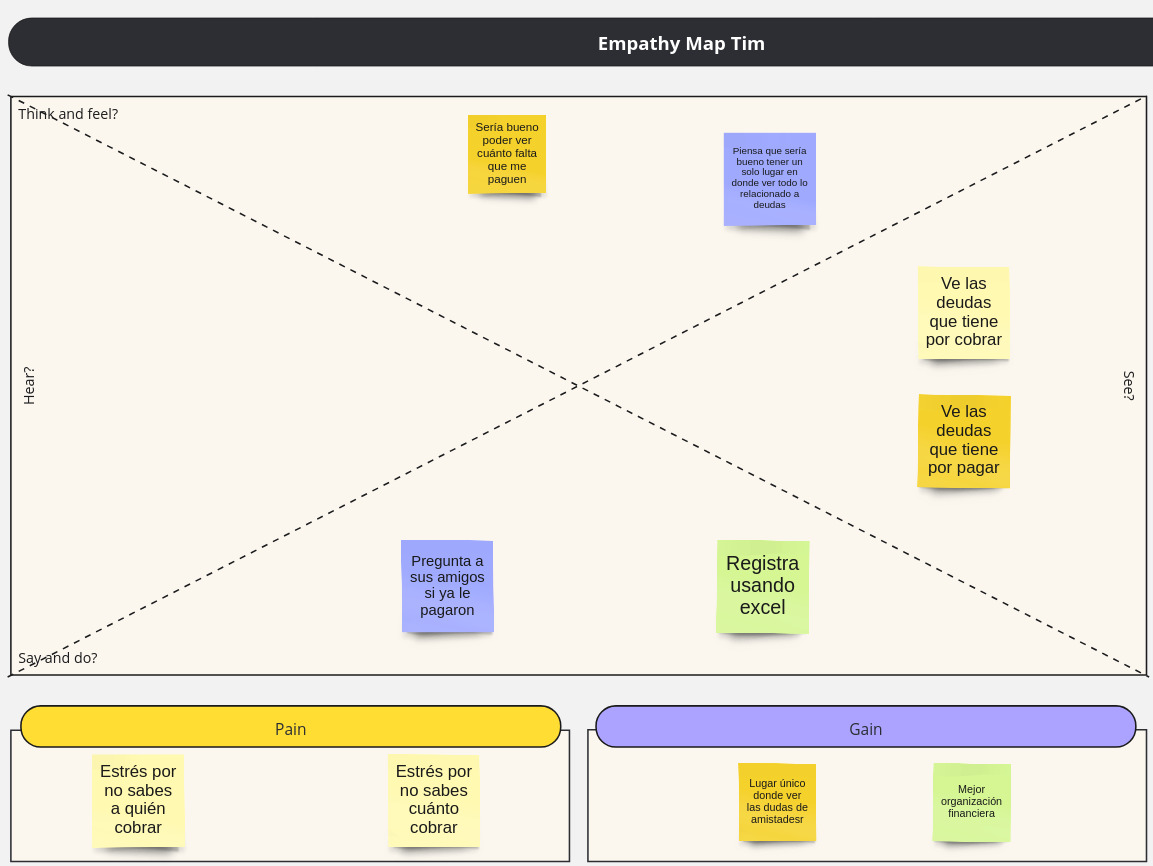 Empathy Map Tim
Think and feel?
Sería bueno
poder ver
cuánto falta
que me
paguen
Piensa que sería
bueno tener un
solo lugar en
donde ver todo lo
relacionado a
deudas
Hear?
See?
Ve las
deudas
que tiene
por cobrar
Ve las
deudas
que tiene
por pagar
Say and do?
Pregunta a
sus amigos
si ya le
pagaron
Registra
usando
excel
Pain
Estrés por
no sabes
a quién
cobrar
Estrés por
no sabes
cuánto
cobrar
Gain
Lugar único
donde ver
las dudas de
amistadesr
Mejor
organización
financiera